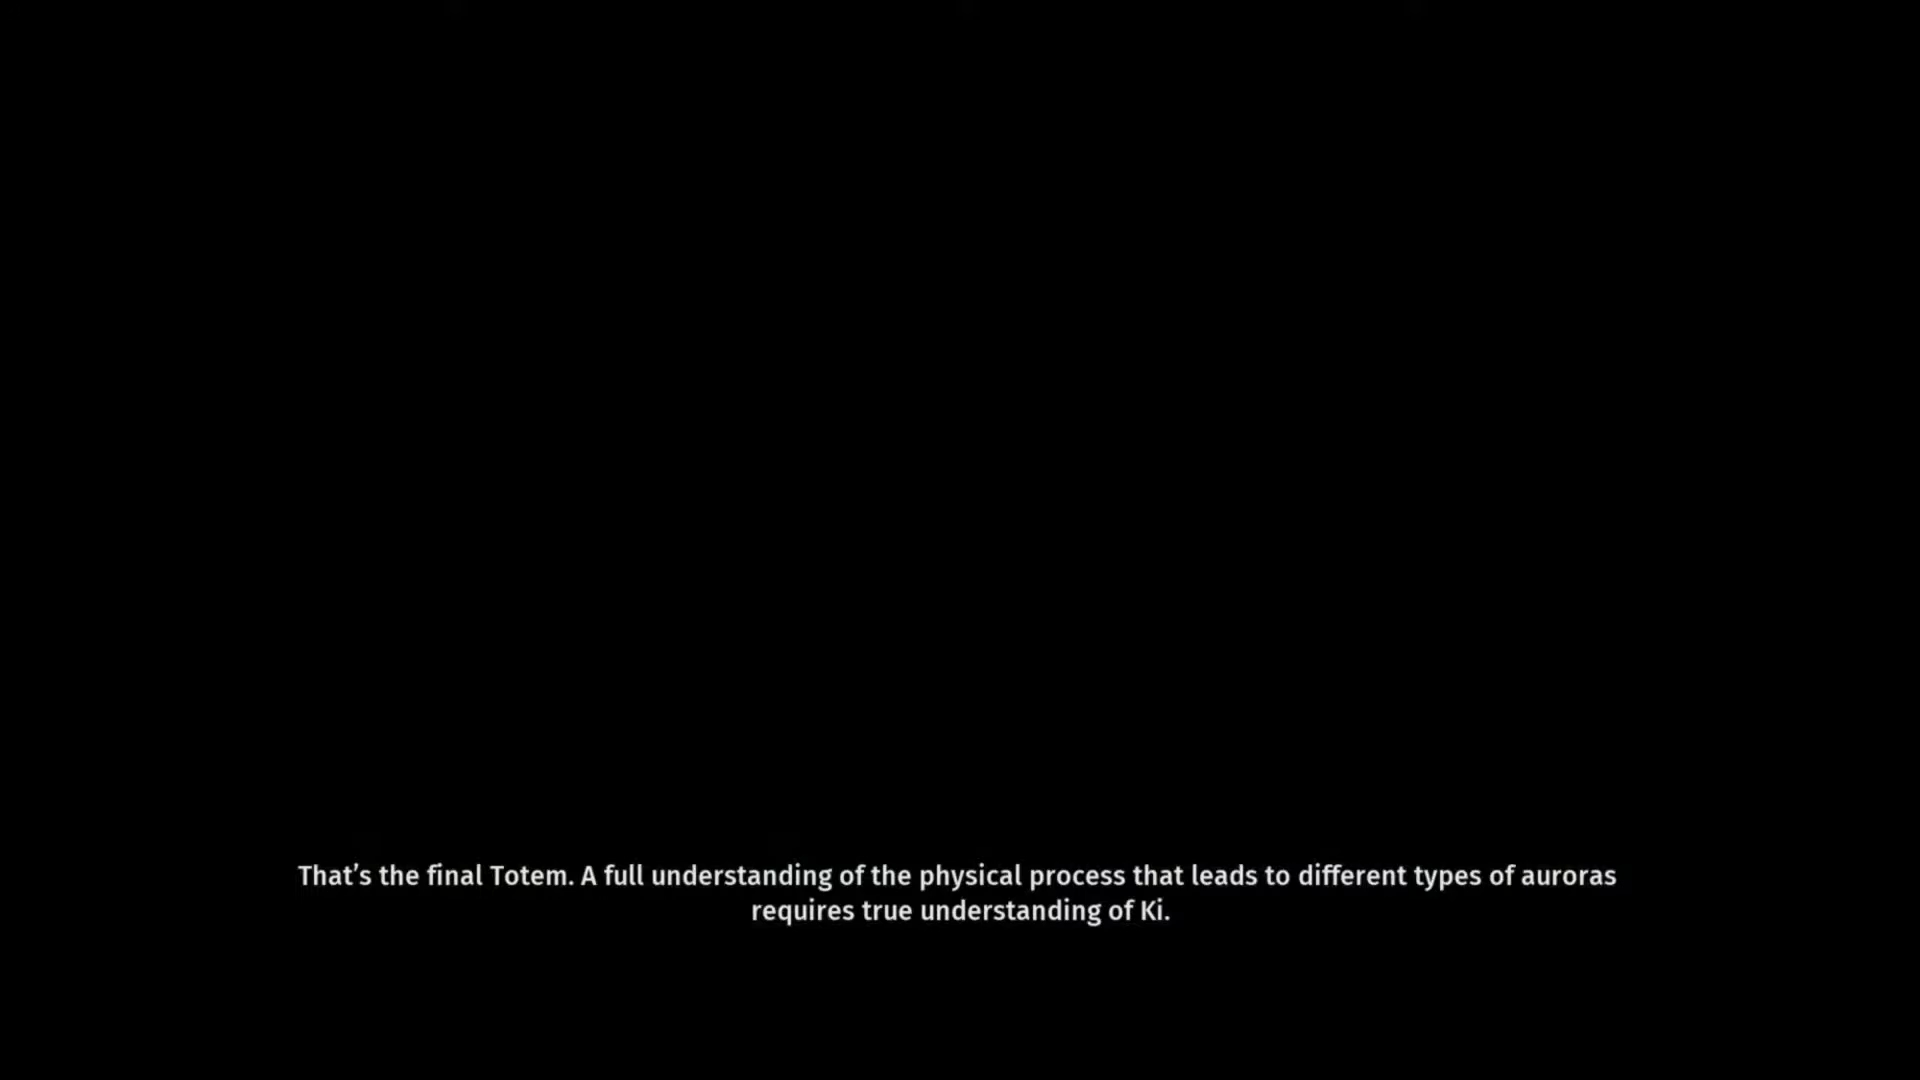 That’s the final Totem. A full understanding of the physical process that leads to different types of auroras
requires true understanding of Ki.